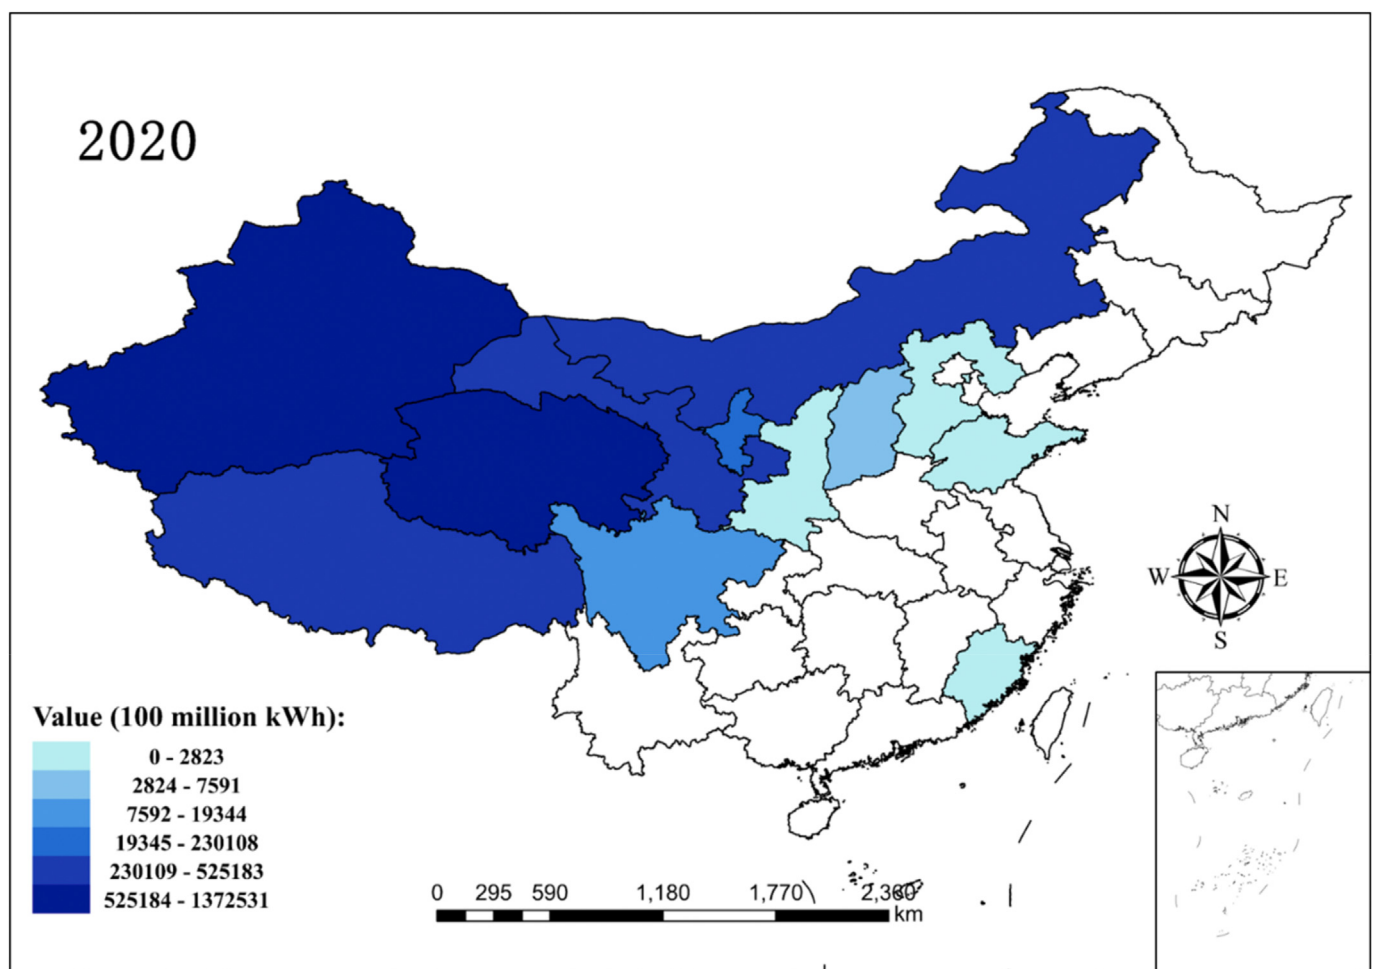 2020
N
W E
S
Value (100 million kWh):
0 - 2823
2824 - 7591
7592 - 19344
19345 - 230108
230109 - 525183
525184 - 1372531
0 295 590 1,180 1,770 2,360
km